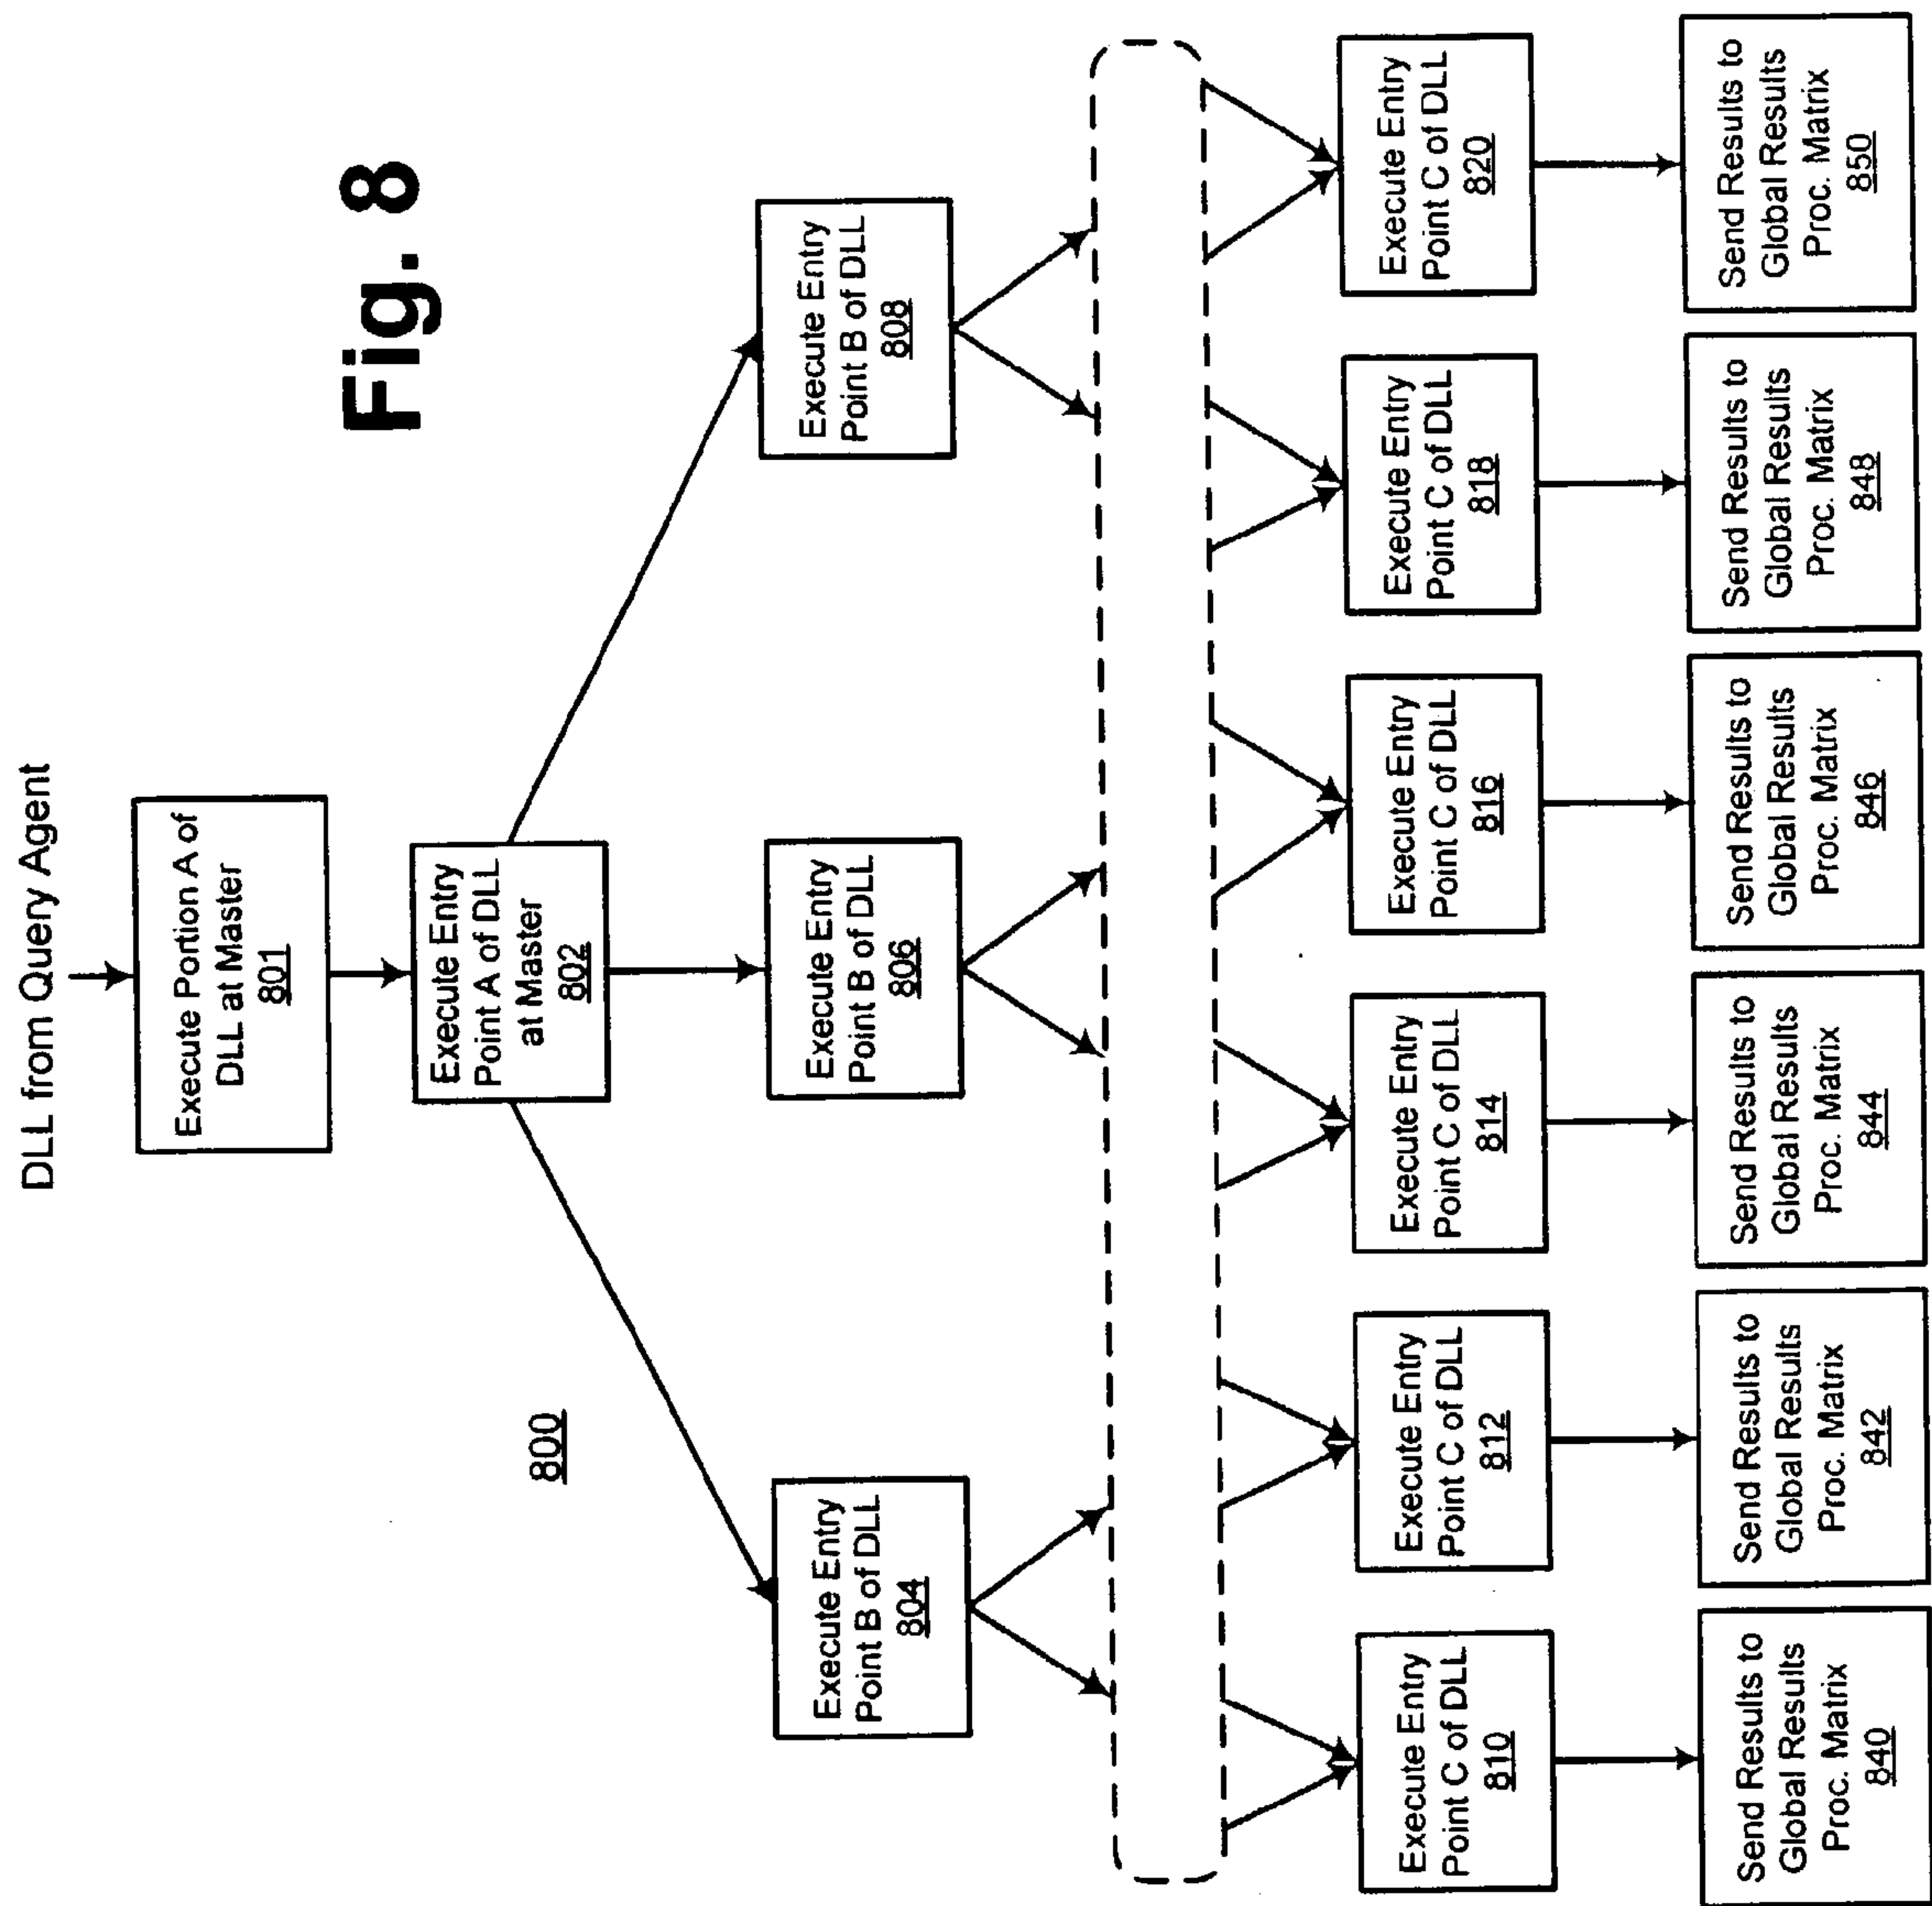 DLL from Query Agent
Execute Portion A of
DLL at Master
801
Execute Entry
Point A of DLL
at Master
802
Fig. 8
800
Execute Entry
Point B of DLL
804
Execute Entry
Point B of DLL
806
Execute Entry
Point B of DLL
808
Execute Entry
Point C of DLL
810
Execute Entry
Point C of DLL
812
Execute Entry
Point C of DLL
814
Execute Entry
Point C of DLL
816
Execute Entry
Point C of DLL
818
Execute Entry
Point C of DLL
820
Send Results to
Global Results
Proc. Matrix
840
Send Results to
Global Results
Proc. Matrix
842
Send Results to
Global Results
Proc. Matrix
844
Send Results to
Global Results
Proc. Matrix
846
Send Results to
Global Results
Proc. Matrix
848
Send Results to
Global Results
Proc. Matrix
850